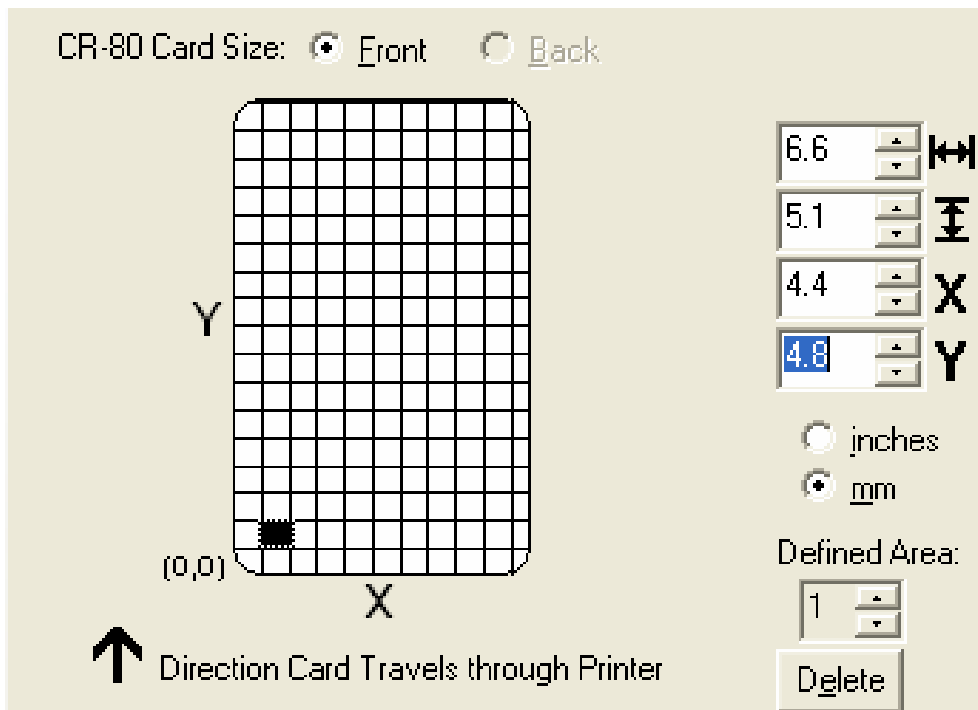 CR-80 Card Size: Front Back
6.6
5.1
4.4 X
Y 4.8 Y
inches
mm
(0,0) Defined Area:
X 1
Direction Card Travels through Printer Delete